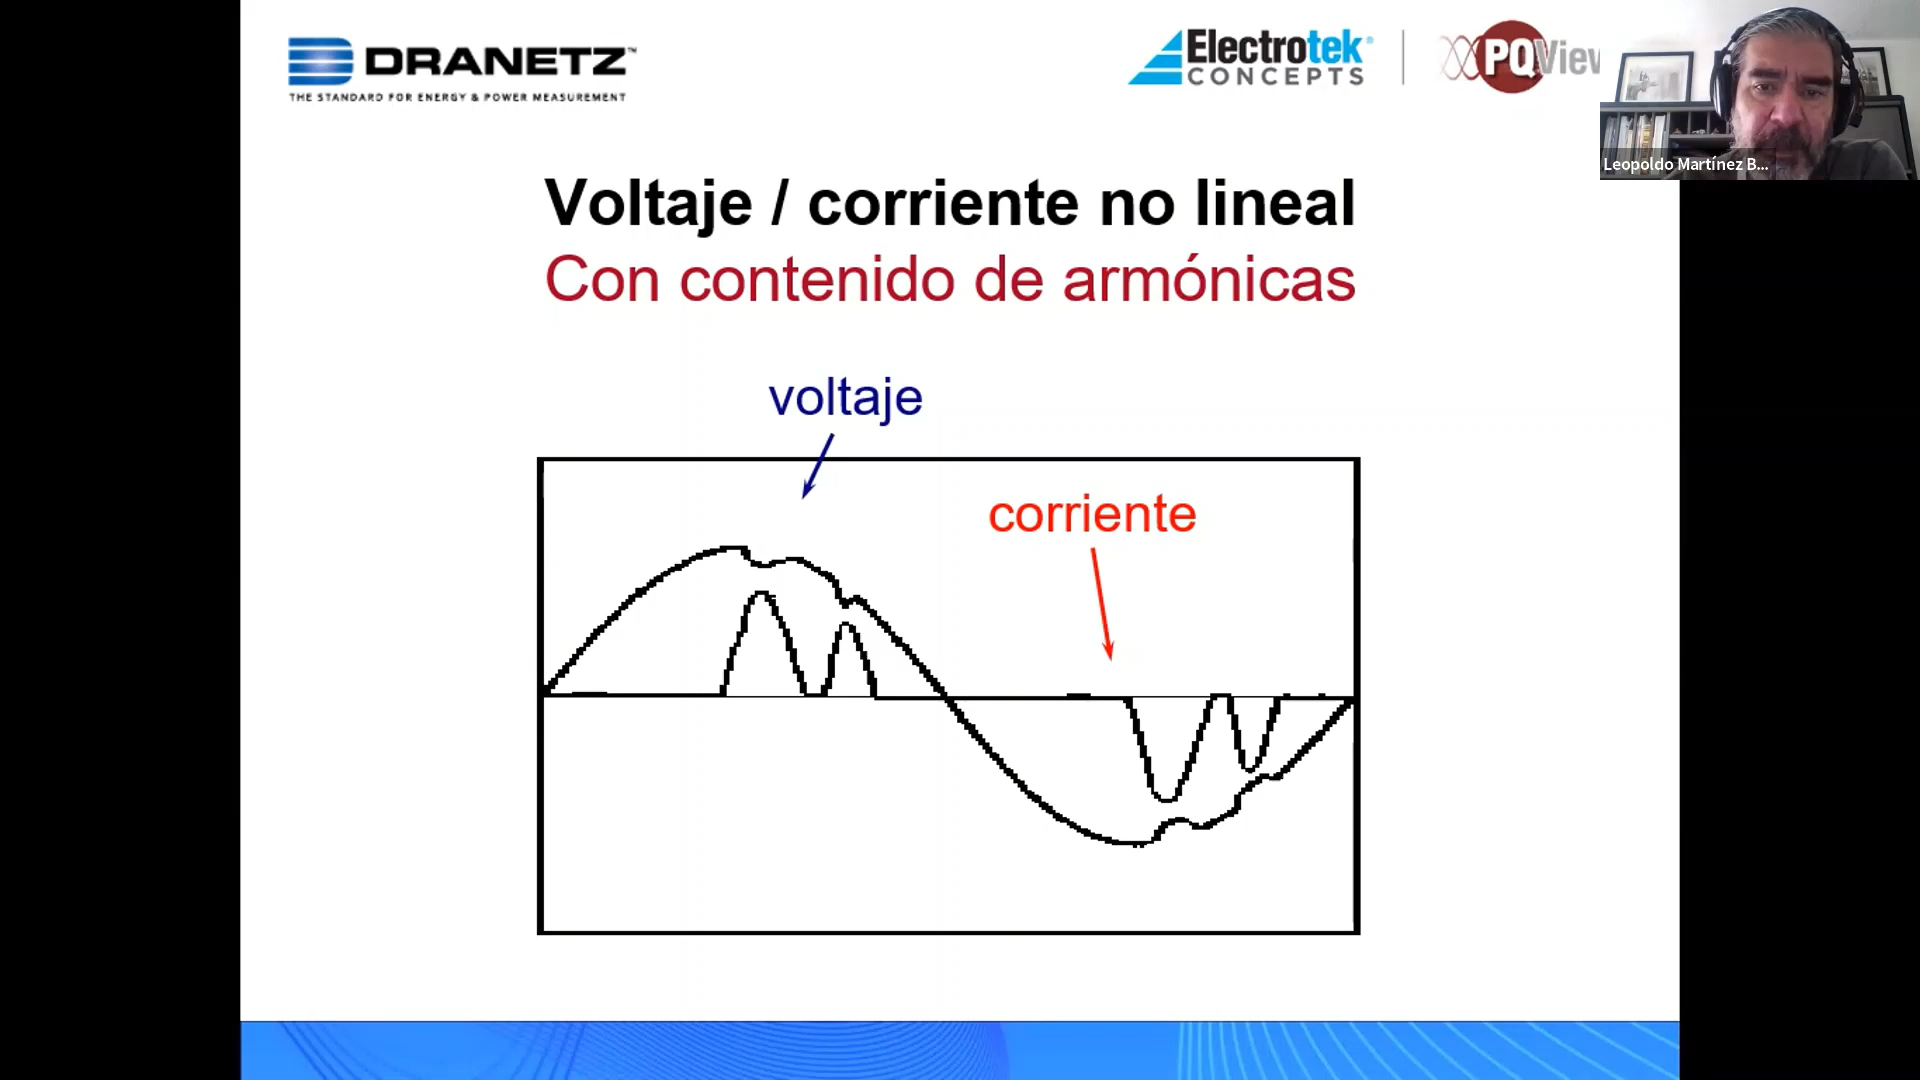 DRANETZ™
THE STANDARD FOR ENERGY & POWER MEASUREMENT
Electrotek®
CONCEPTS
PQView
Leopoldo Martínez B...
Voltaje / corriente no lineal
Con contenido de armónicas
voltaje
corriente